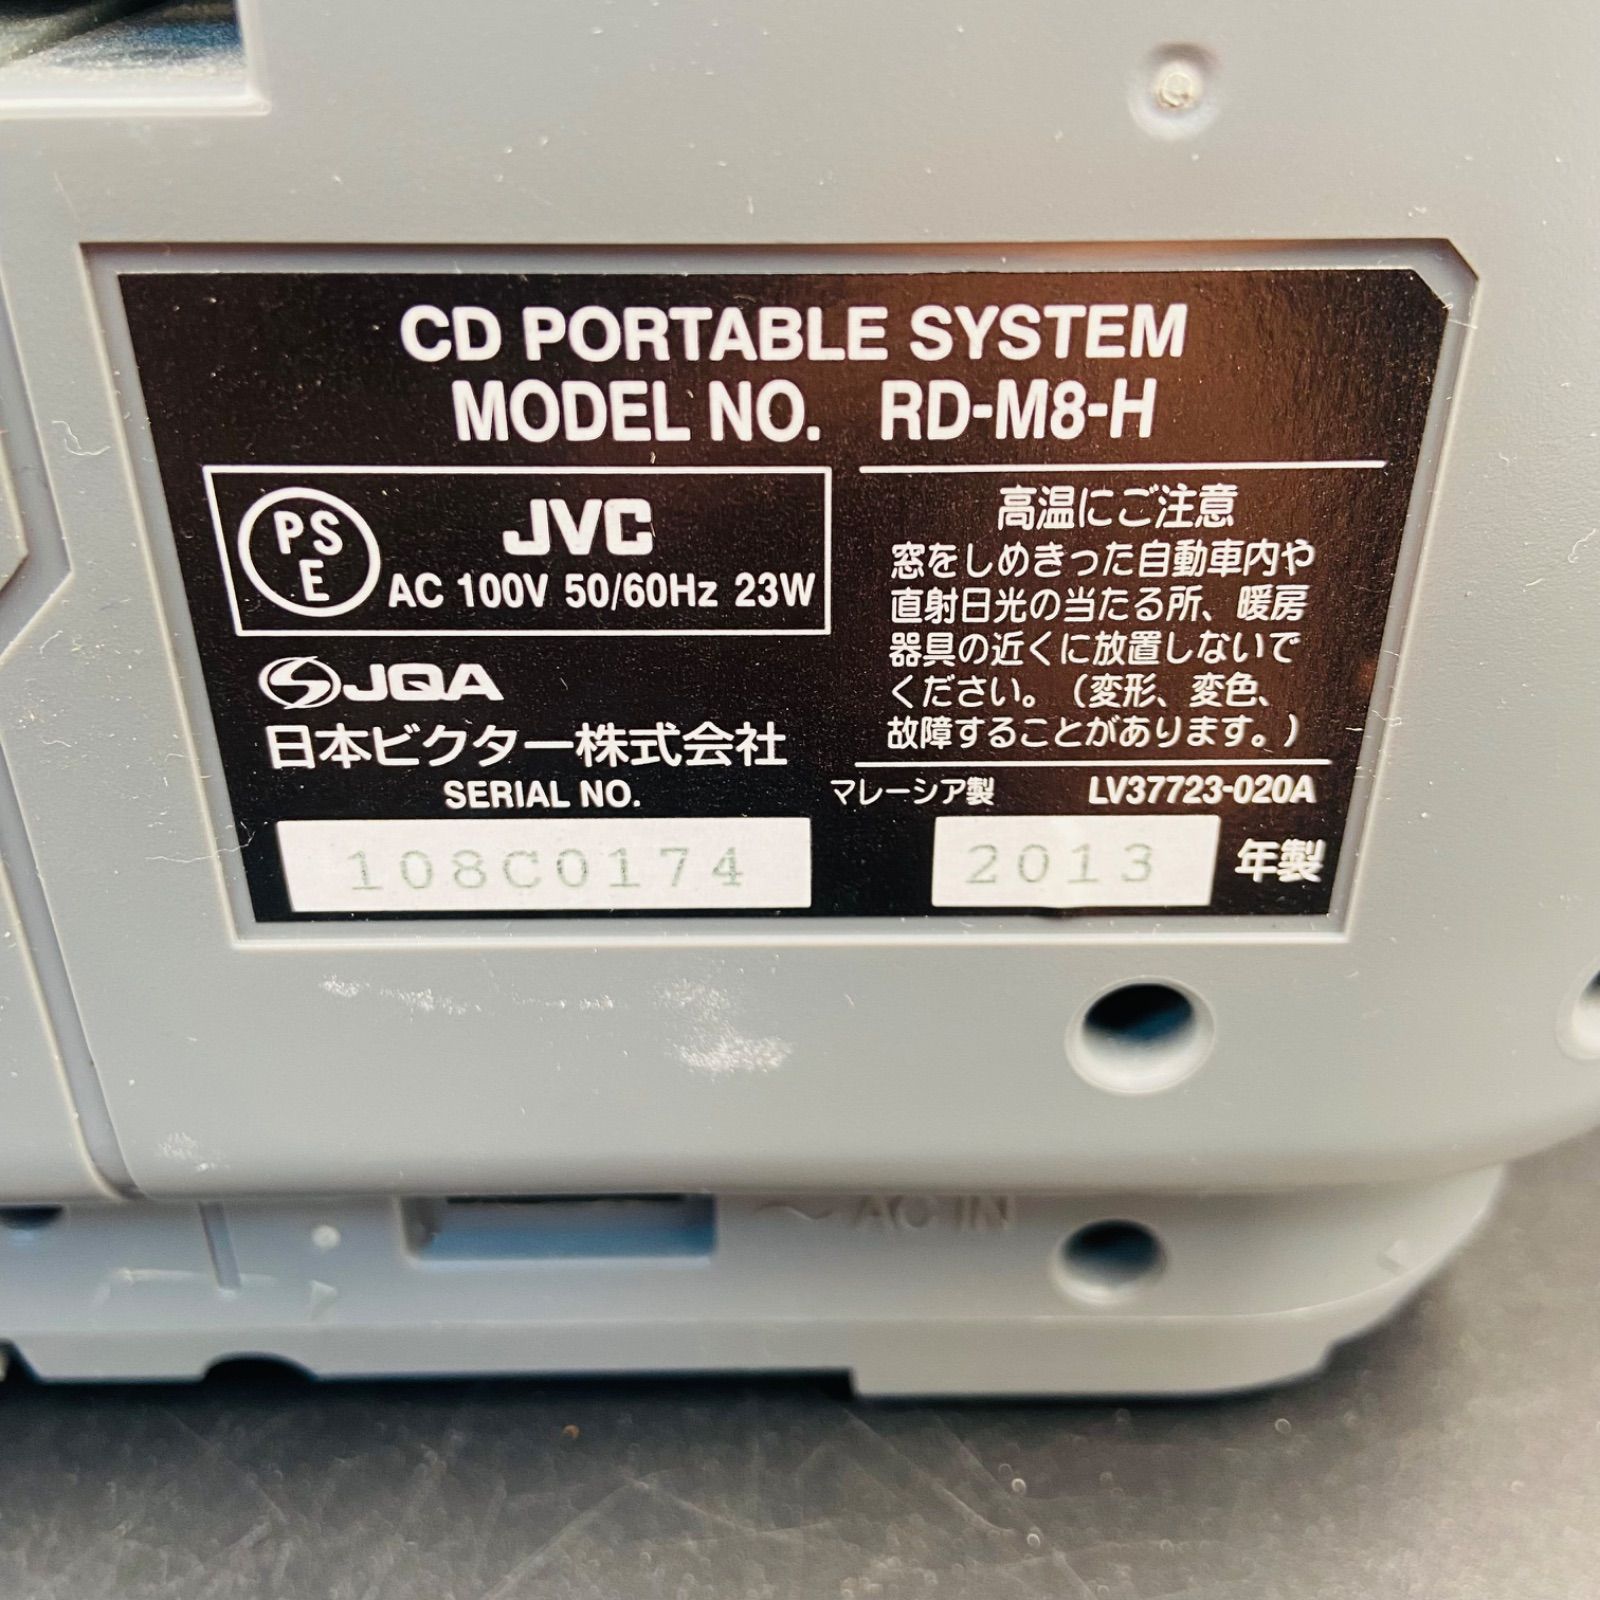 CD PORTABLE SYSTEM
MODEL NO. RD-M8-H
PSE
JVC
AC 100V 50/60Hz 23W
JQA
日本ビクター株式会社
SERIAL NO.
108C0174
高温にご注意
窓をしめきった自動車内や
直射日光の当たる所、暖房
器具の近くに放置しないで
ください。（変形、変色、
故障することがあります。）
マレーシア製 LV37723-020A
2013 年製
～ AC IN